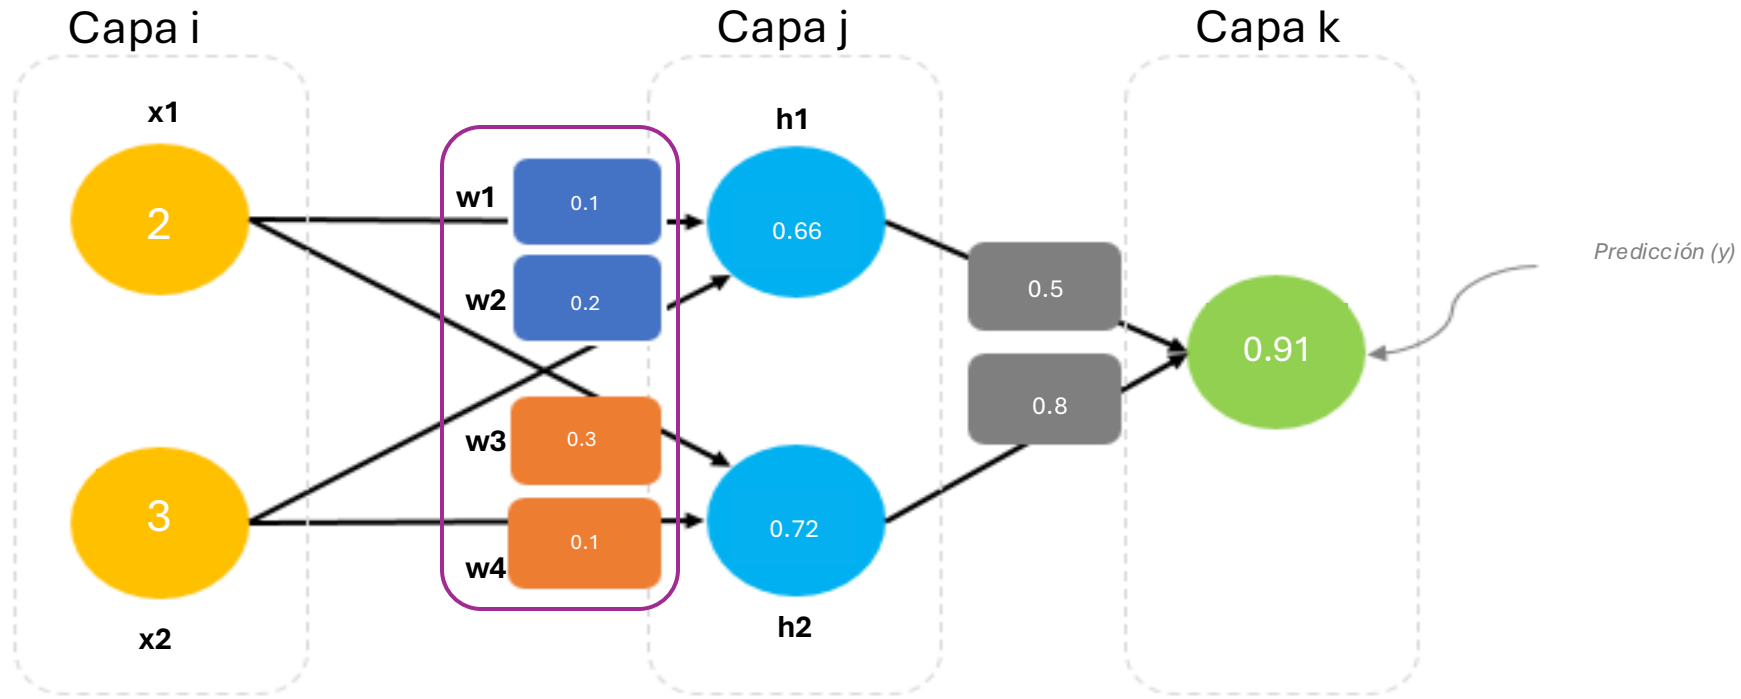 Capa i
Capa j
Capa k
x1
h1
w1
0.1
2
0.66
Predicción (y)
w2
0.2
0.5
0.91
0.8
w3
0.3
3
w4
0.1
0.72
x2
h2